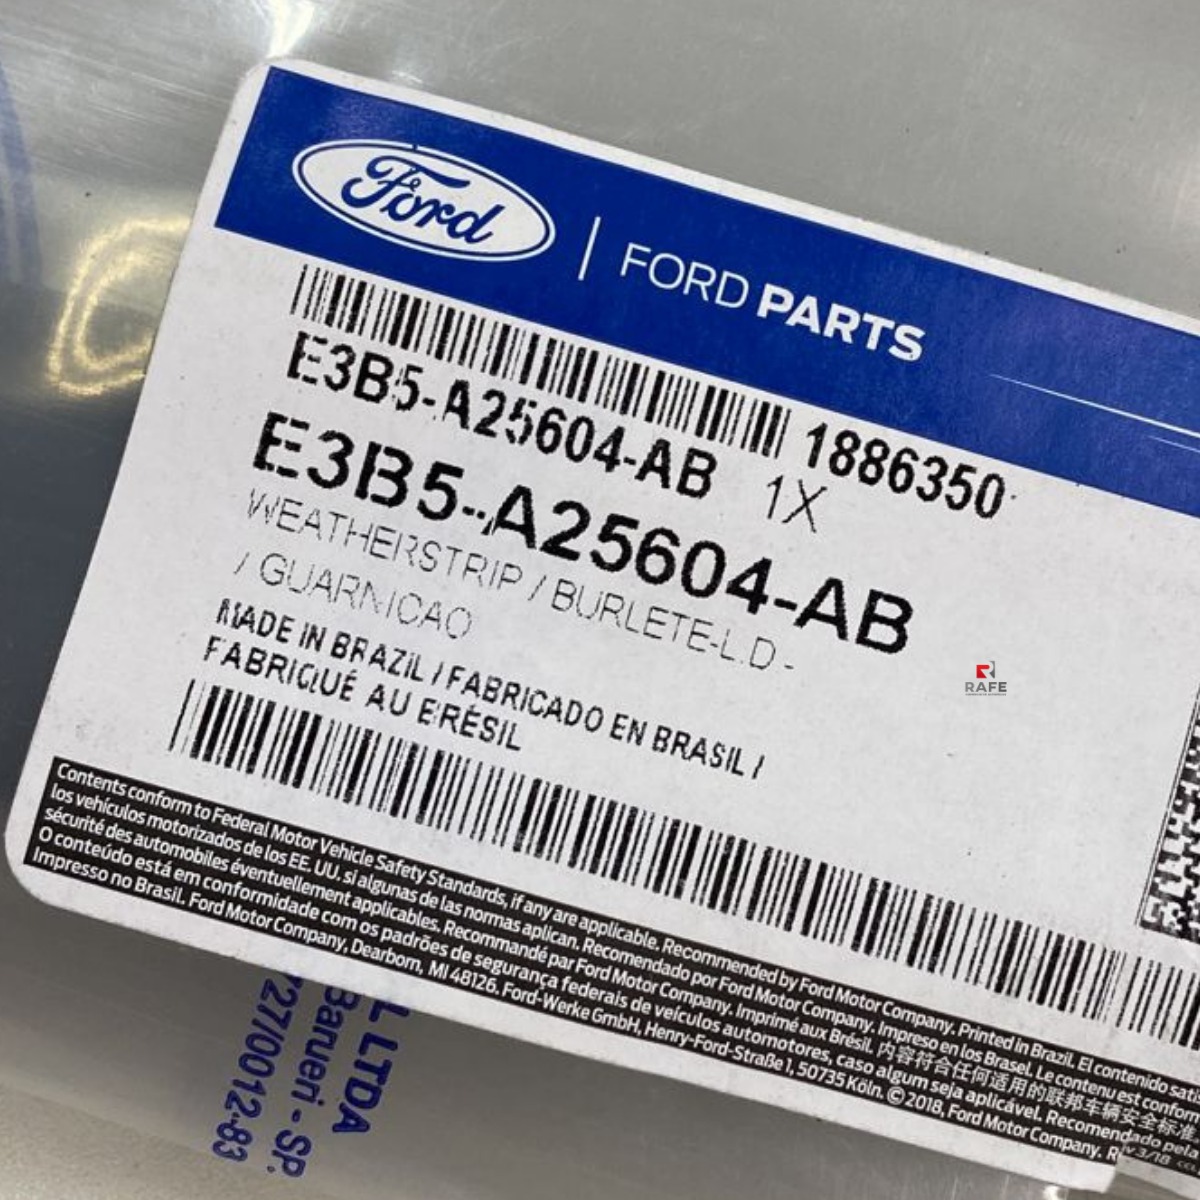 Ford
FORD PARTS
E3B5-A25604-AB 1886350
1X
E3B5-A25604-AB
WEATHERSTRIP / BURLETE-L.D -
/ GUARNICAO
MADE IN BRAZIL / FABRICADO EN BRASIL /
FABRIQUÉ AU BRÉSIL
RAFE
Contents conform to Federal Motor Vehicle Safety Standards, if any are applicable. Recommended by Ford Motor Company. Printed in Brazil. El contenido
los vehículos motorizados de los EE. UU. si algunas de las normas aplican. Recomendado por Ford Motor Company. Impreso en los Brasel. Le contenu est conform
sécurité des automobiles éventuellement applicables. Recommandé par Ford Motor Company. Imprimé aux Brésil. 内容符合任何适用的联邦车辆安全标准
O conteúdo está em conformidade com os padrões de segurança federais de veículos automotores, caso algum seja aplicável. Recomendado pela
Impresso no Brasil. Ford Motor Company, Dearborn, MI 48126. Ford-Werke GmbH, Henry-Ford-Straße 1, 50735 Köln. © 2018, Ford Motor Company.
3/18
L LTDA
Barueri - SP.
727/0012-83